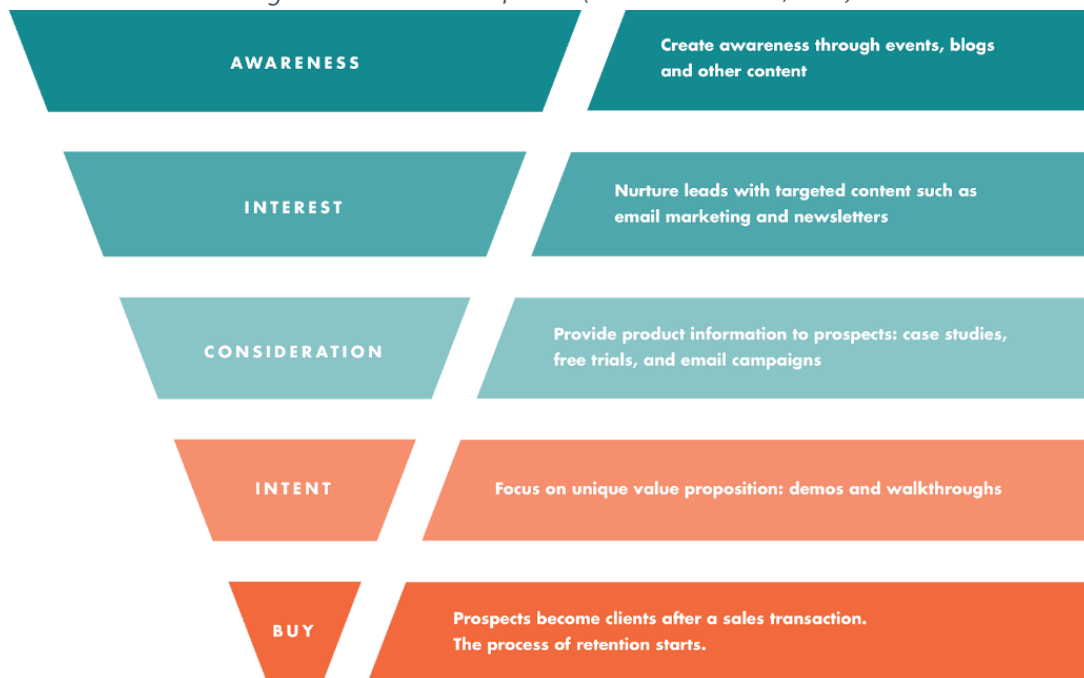 AWARENESS
Create awareness through events, blogs
and other content
INTEREST
Nurture leads with targeted content such as
email marketing and newsletters
CONSIDERATION
Provide product information to prospects: case studies,
free trials, and email campaigns
INTENT
Focus on unique value proposition: demos and walkthroughs
BUY
Prospects become clients after a sales transaction.
The process of retention starts.